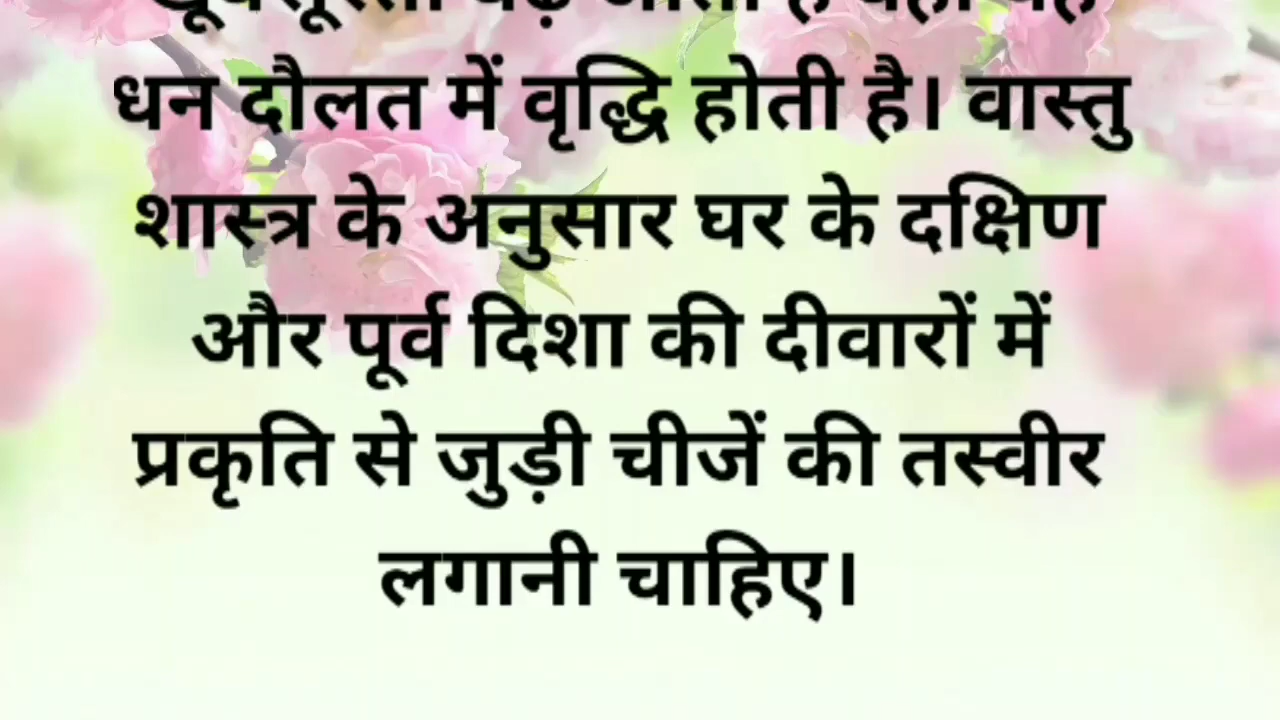 धन दौलत में वृद्धि होती है। वास्तु
शास्त्र के अनुसार घर के दक्षिण
और पूर्व दिशा की दीवारों में
प्रकृति से जुड़ी चीजें की तस्वीर
लगानी चाहिए।